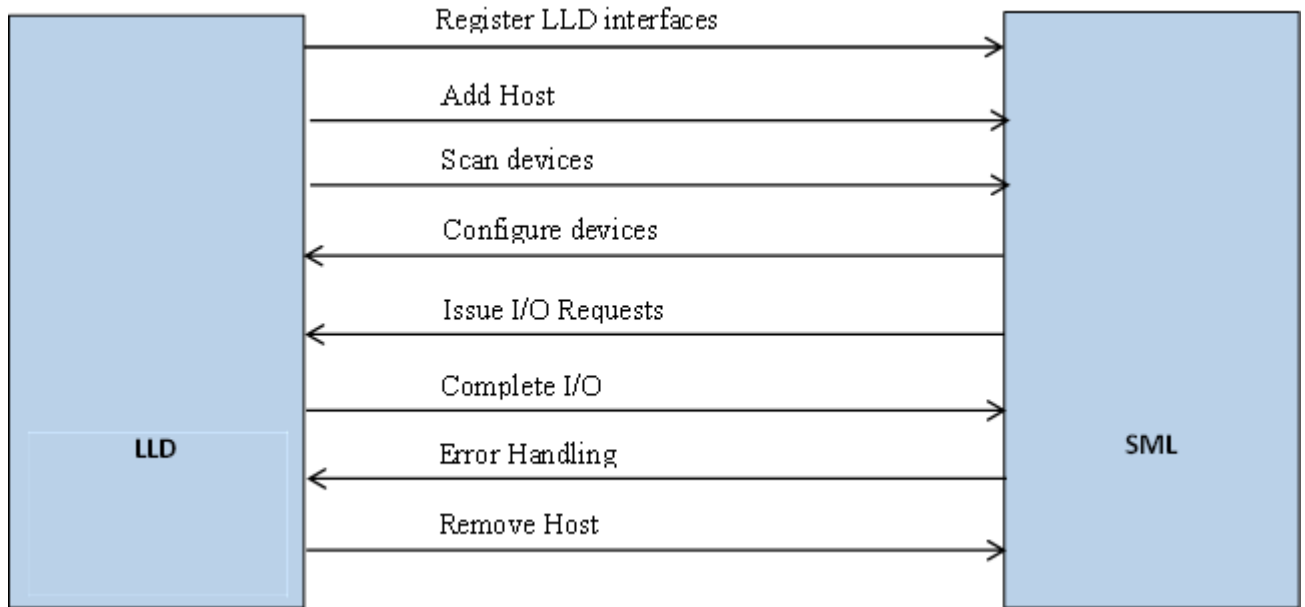 Register LLD interfaces
Add Host
Scan devices
Configure devices
Issue I/O Requests
Complete I/O
LLD
Error Handling
SML
Remove Host